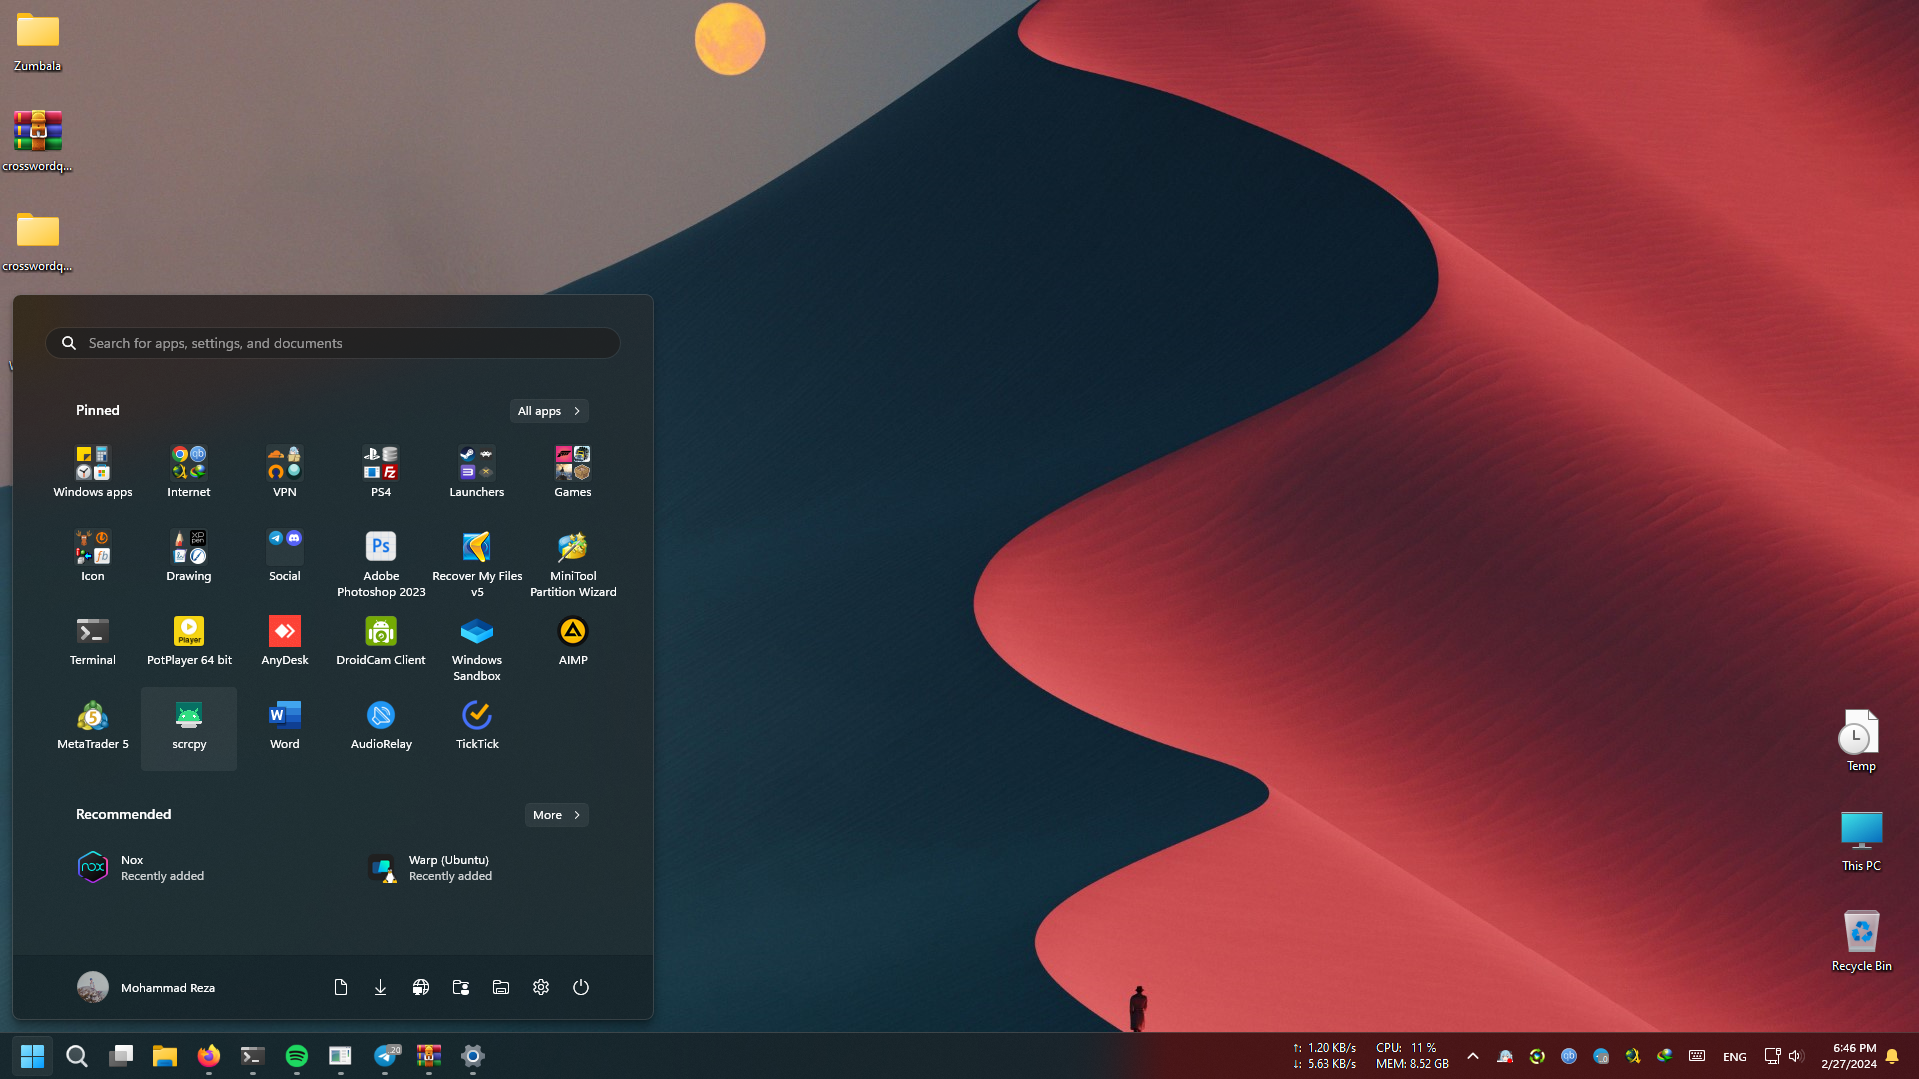 Zumbala
crosswordq...
crosswordq...
Search for apps, settings, and documents
Pinned
All apps
Windows apps
Internet
VPN
PS4
Launchers
Games
Icon
Drawing
Social
Adobe Photoshop 2023
Recover My Files v5
MiniTool Partition Wizard
Terminal
PotPlayer 64 bit
AnyDesk
DroidCam Client
Windows Sandbox
AIMP
MetaTrader 5
scrcpy
Word
AudioRelay
TickTick
Recommended
More
Nox
Recently added
Warp (Ubuntu)
Recently added
Mohammad Reza
Temp
This PC
Recycle Bin
20
↑: 1.20 KB/s
↓: 5.63 KB/s
CPU: 11 %
MEM: 8.52 GB
ENG
6:46 PM
2/27/2024